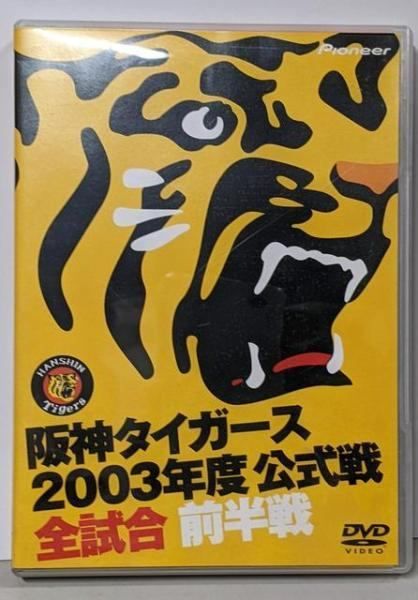 Pioneer
HANSHIN
Tigers
阪神タイガース
2003年度 公式戦
全試合 前半戦
DVD
VIDEO